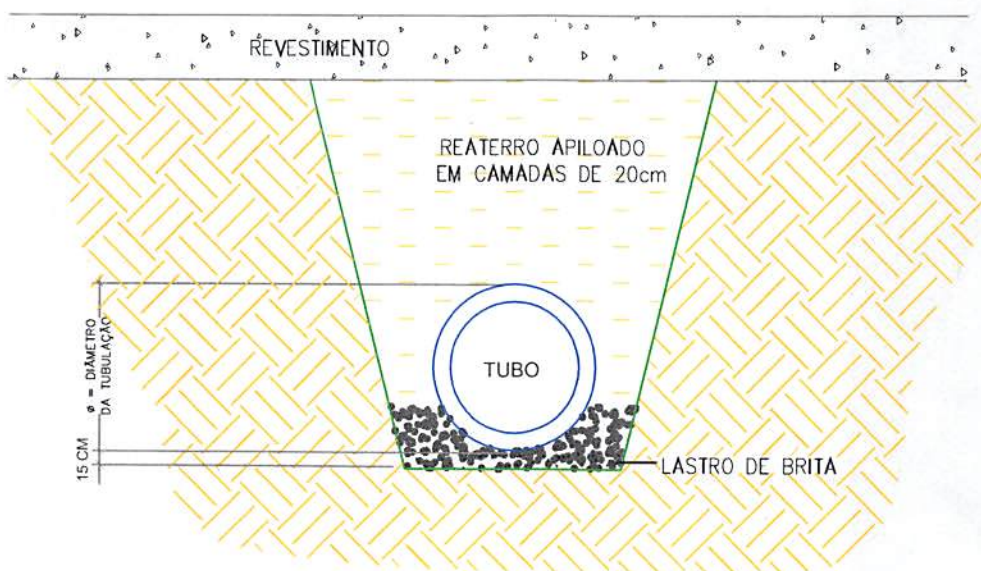 REVESTIMENTO
REATERRO APILOADO
EM CAMADAS DE 20cm
ø = DIÂMETRO
DA TUBULAÇÃO
TUBO
15 CM
LASTRO DE BRITA